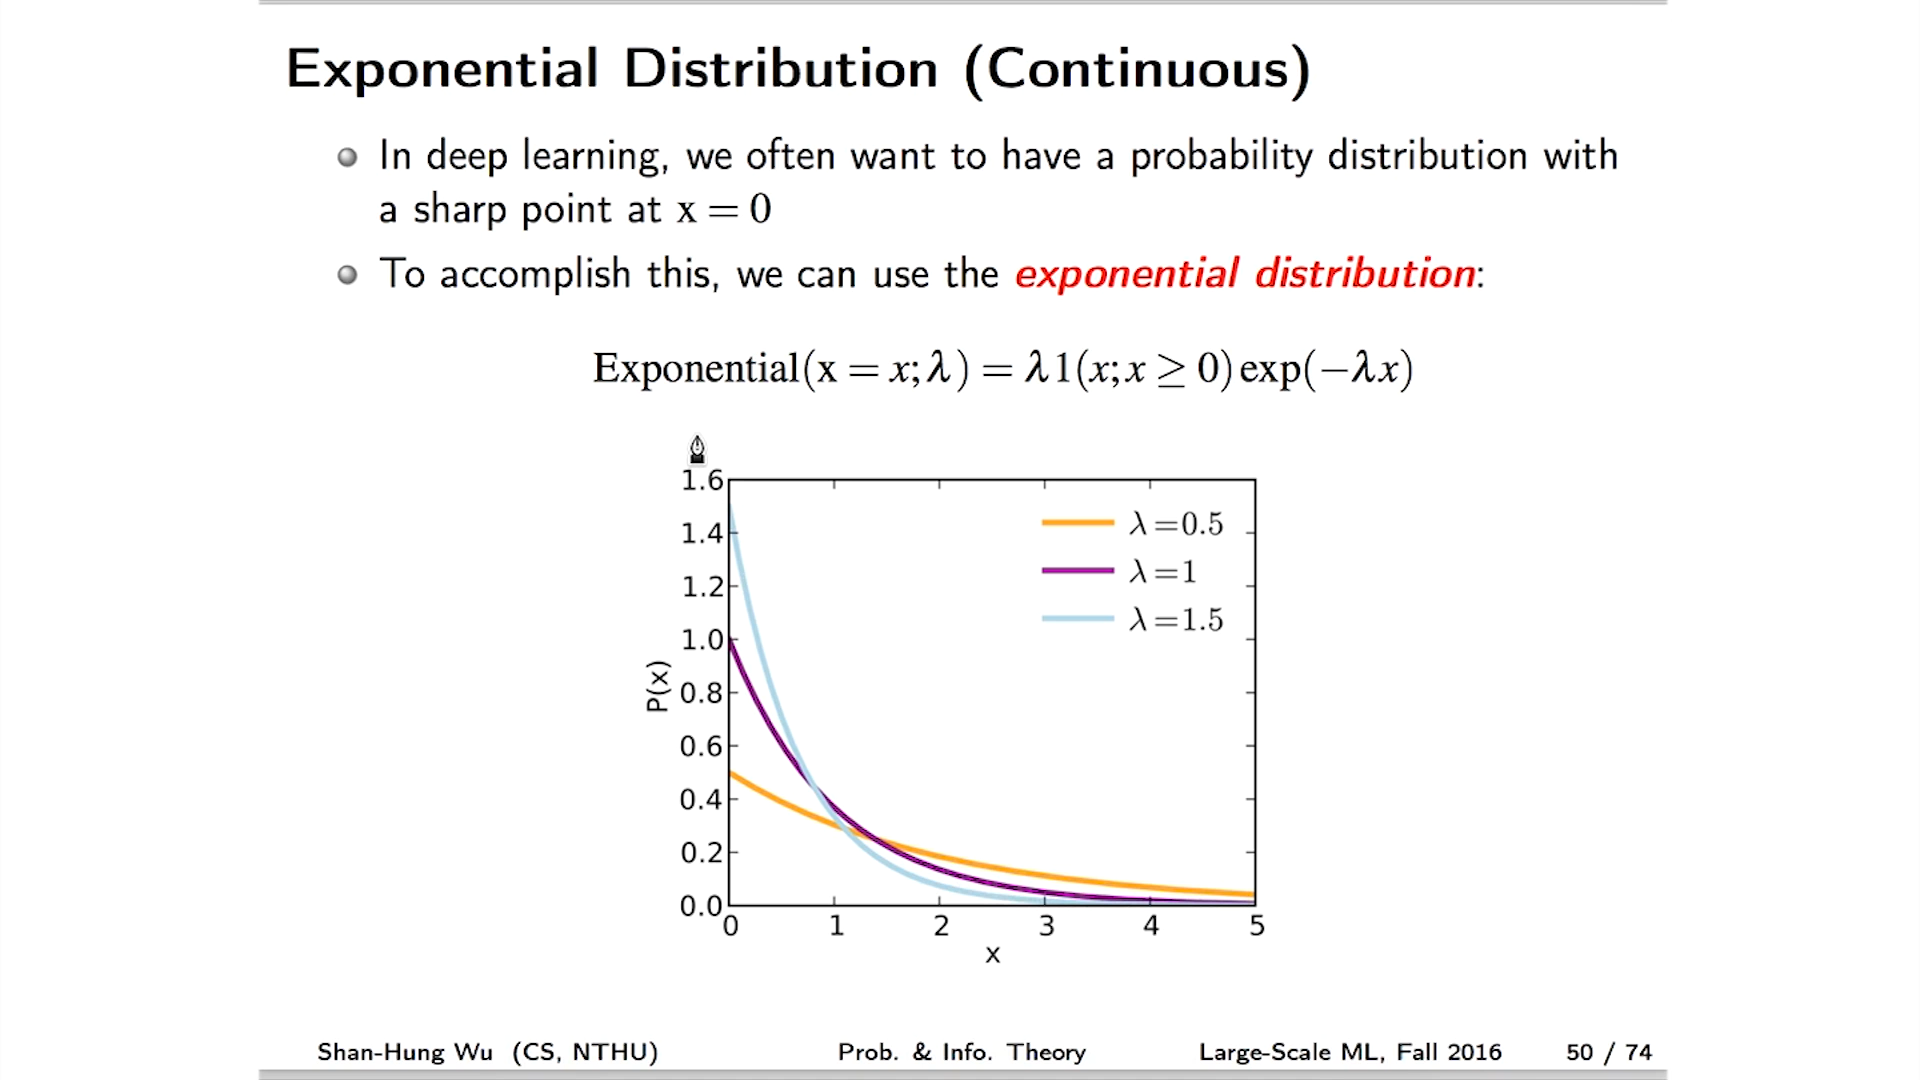 Exponential Distribution (Continuous)
In deep learning, we often want to have a probability distribution with
a sharp point at x = 0
To accomplish this, we can use the exponential distribution:
Exponential(x = x; λ) = λ1(x; x ≥ 0) exp(−λx)
1.6
1.4
1.2
1.0
0.8
0.6
0.4
0.2
0.0
P(x)
λ=0.5
λ=1
λ=1.5
0 1 2 3 4 5
x
Shan-Hung Wu (CS, NTHU) Prob. & Info. Theory Large-Scale ML, Fall 2016 50 / 74